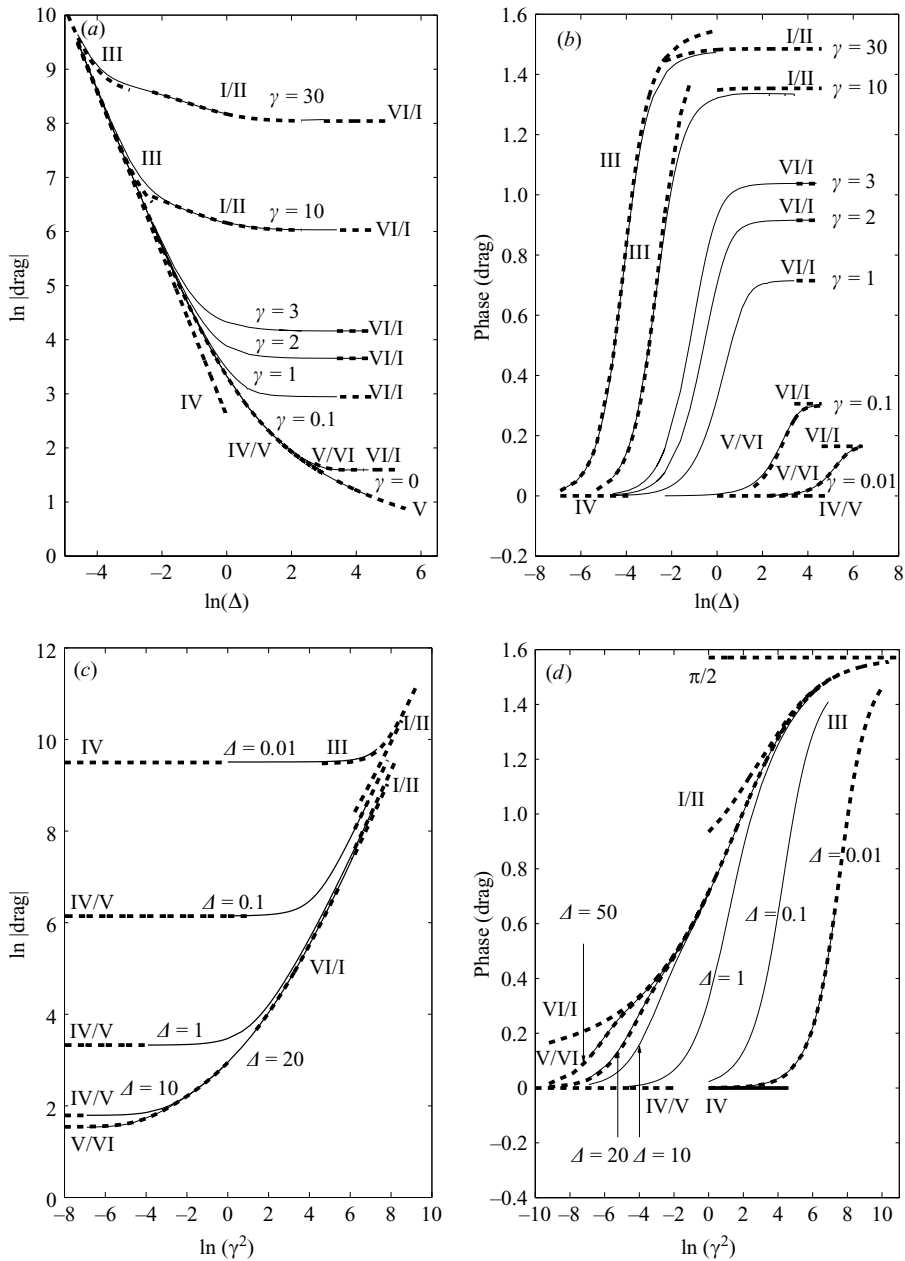 (a)
10
9
8
7
6
5
4
3
2
1
0
ln |drag|
III
I/II
γ = 30
VI/I
III
I/II
γ = 10
VI/I
γ = 3
VI/I
γ = 2
VI/I
γ = 1
VI/I
IV
γ = 0.1
IV/V
V/VI
VI/I
γ = 0
V
−4
−2
0
2
4
6
ln(Δ)
(b)
1.6
1.4
1.2
1.0
0.8
0.6
0.4
0.2
0
−0.2
Phase (drag)
I/II
γ = 30
I/II
γ = 10
III
III
VI/I
γ = 3
VI/I
γ = 2
VI/I
γ = 1
VI/I
γ = 0.1
V/VI
VI/I
V/VI
γ = 0.01
IV
IV/V
−8
−6
−4
−2
0
2
4
6
8
ln(Δ)
(c)
12
10
8
6
4
2
0
ln |drag|
IV
Δ = 0.01
III
I/II
I/II
IV/V
Δ = 0.1
VI/I
IV/V
Δ = 1
Δ = 20
IV/V
Δ = 10
V/VI
−8
−6
−4
−2
0
2
4
6
8
10
ln (γ²)
(d)
1.6
1.4
1.2
1.0
0.8
0.6
0.4
0.2
0
−0.2
−0.4
Phase (drag)
π/2
III
I/II
Δ = 0.01
Δ = 50
Δ = 0.1
Δ = 1
VI/I
V/VI
IV/V
IV
Δ = 20
Δ = 10
−10
−8
−6
−4
−2
0
2
4
6
8
10
ln (γ²)